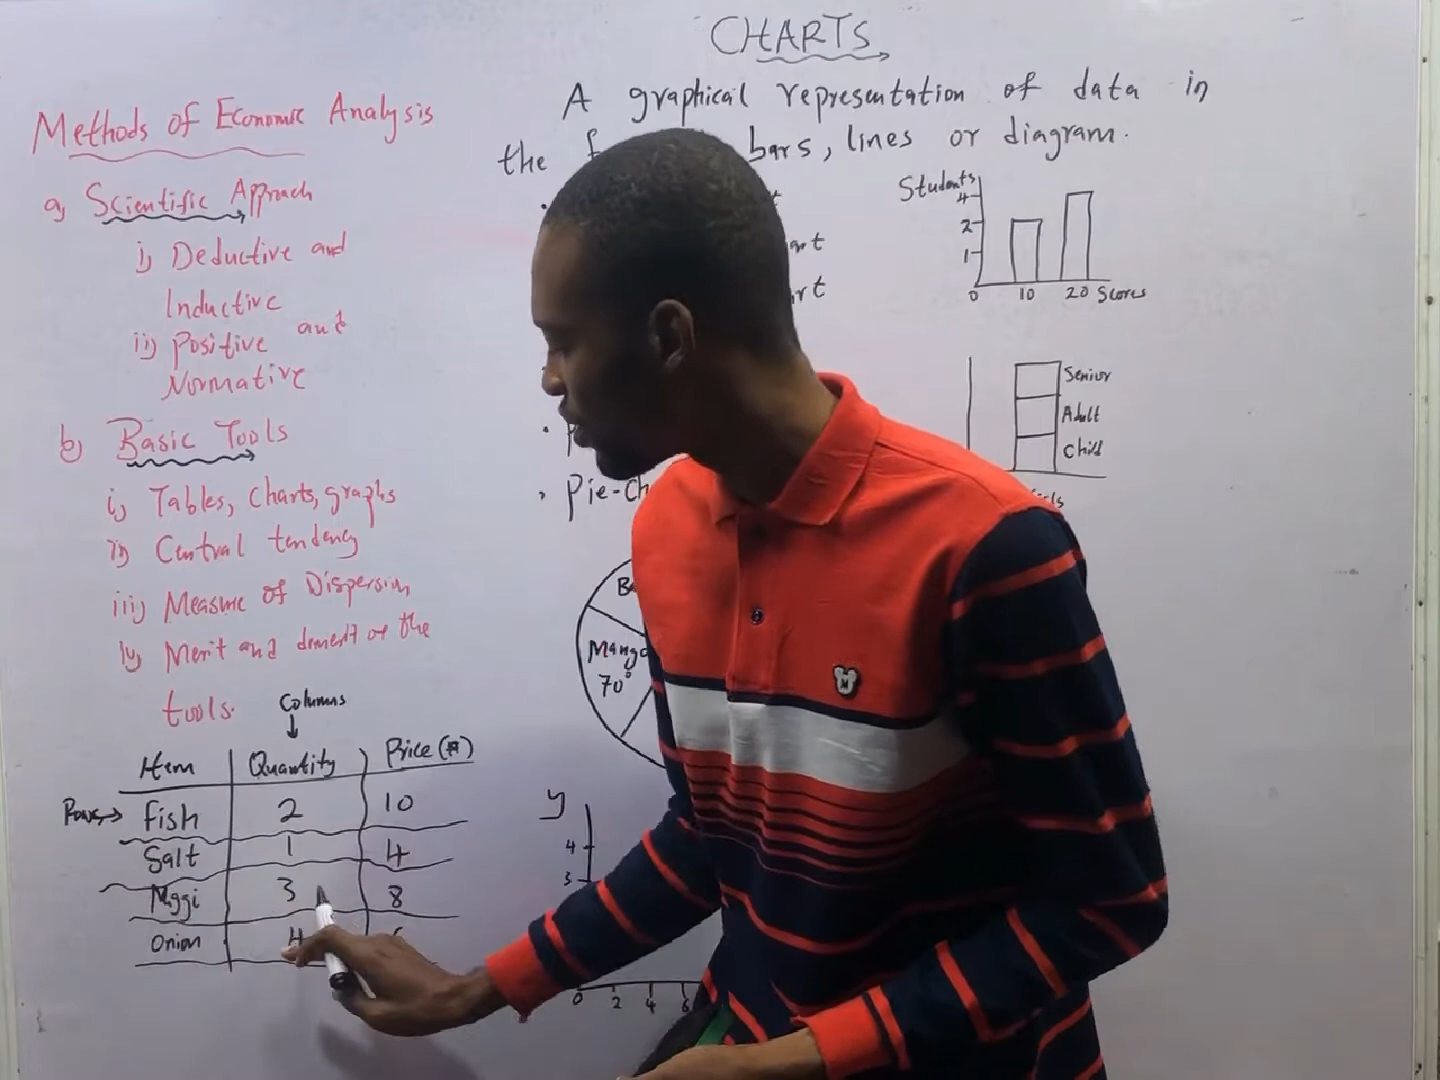 CHARTS
A graphical representation of data in
the bars, lines or diagram.
Methods of Economic Analysis
a) Scientific Approach
i) Deductive and
Inductive
ii) Positive and
Normative
b) Basic Tools
i) Tables, Charts, graphs
ii) Central tendency
iii) Measure of Dispersion
iv) Merit and demerit of the
tools.
Columns
Item Quantity Price (₦)
Rows Fish 2 10
Salt 1 4
Maggi 3 8
Onion 4
Pie-Ch
Mango
70°
y
4
3
0 2 4 6
Students
4
2
1
0 10 20 Scores
Senior
Adult
Child